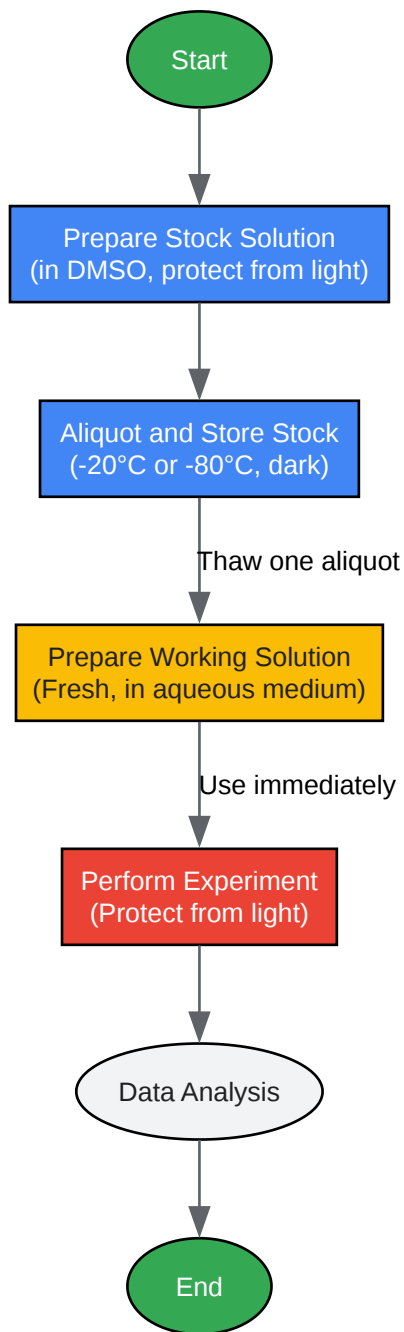 Start
Prepare Stock Solution
(in DMSO, protect from light)
Aliquot and Store Stock
(-20°C or -80°C, dark)
Thaw one aliquot
Prepare Working Solution
(Fresh, in aqueous medium)
Use immediately
Perform Experiment
(Protect from light)
Data Analysis
End